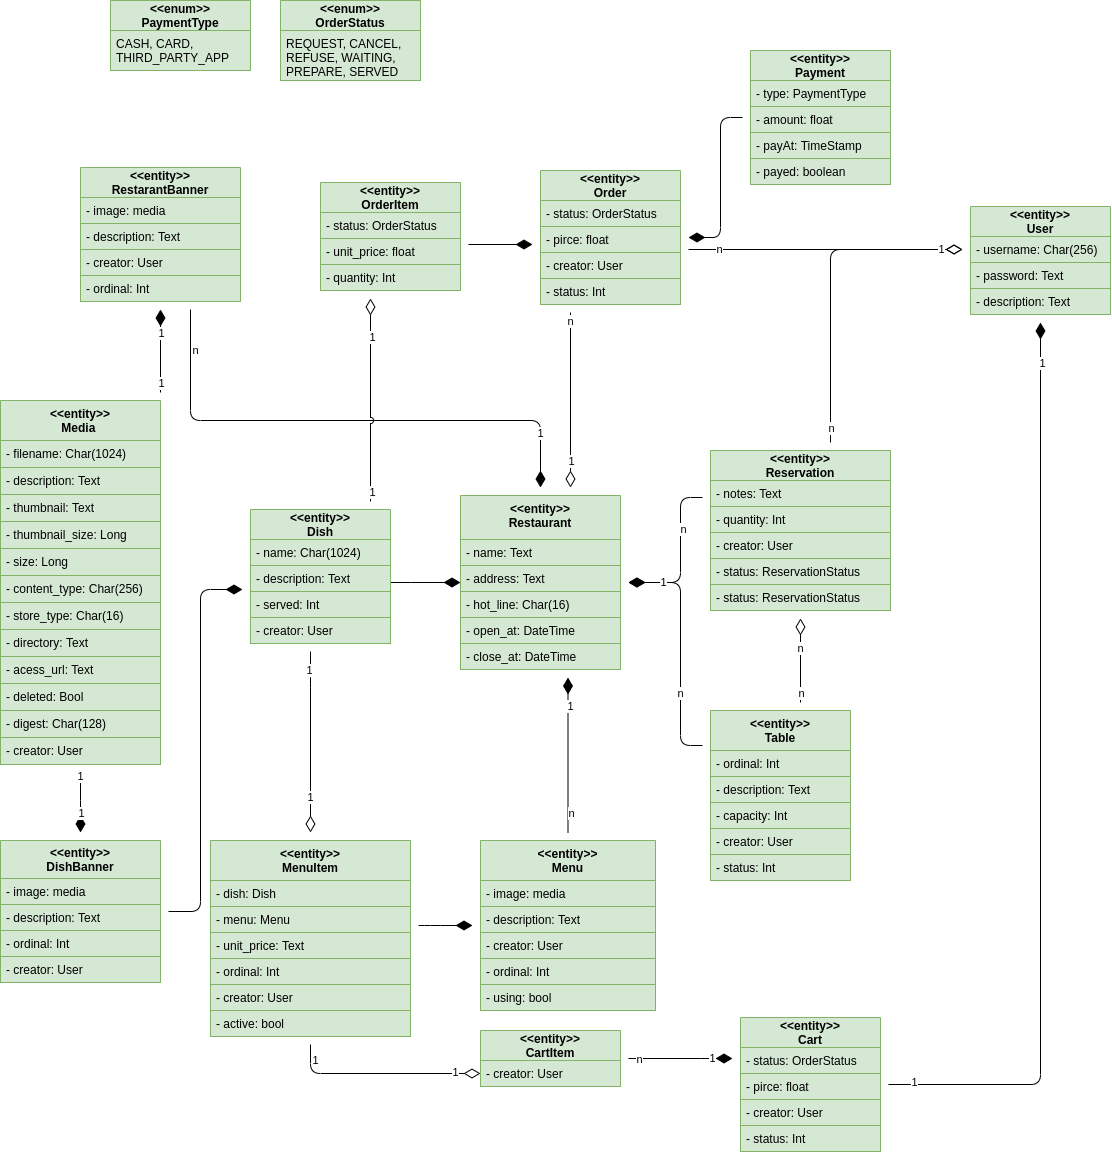 <<enum>>
PaymentType
CASH, CARD,
THIRD_PARTY_APP
<<enum>>
OrderStatus
REQUEST, CANCEL,
REFUSE, WAITING,
PREPARE, SERVED
<<entity>>
Payment
- type: PaymentType
- amount: float
- payAt: TimeStamp
- payed: boolean
<<entity>>
RestarantBanner
- image: media
- description: Text
- creator: User
- ordinal: Int
<<entity>>
OrderItem
- status: OrderStatus
- unit_price: float
- quantity: Int
<<entity>>
Order
- status: OrderStatus
- pirce: float
- creator: User
- status: Int
<<entity>>
User
- username: Char(256)
- password: Text
- description: Text
n
1
1
1
n
1
n
1
1
n
1
1
1
<<entity>>
Media
- filename: Char(1024)
- description: Text
- thumbnail: Text
- thumbnail_size: Long
- size: Long
- content_type: Char(256)
- store_type: Char(16)
- directory: Text
- acess_url: Text
- deleted: Bool
- digest: Char(128)
- creator: User
<<entity>>
Dish
- name: Char(1024)
- description: Text
- served: Int
- creator: User
<<entity>>
Restaurant
- name: Text
- address: Text
- hot_line: Char(16)
- open_at: DateTime
- close_at: DateTime
<<entity>>
Reservation
- notes: Text
- quantity: Int
- creator: User
- status: ReservationStatus
- status: ReservationStatus
n
1
n
n
n
1
1
1
n
1
1
<<entity>>
Table
- ordinal: Int
- description: Text
- capacity: Int
- creator: User
- status: Int
<<entity>>
DishBanner
- image: media
- description: Text
- ordinal: Int
- creator: User
<<entity>>
MenuItem
- dish: Dish
- menu: Menu
- unit_price: Text
- ordinal: Int
- creator: User
- active: bool
<<entity>>
Menu
- image: media
- description: Text
- creator: User
- ordinal: Int
- using: bool
<<entity>>
CartItem
- creator: User
1
1
n
1
1
<<entity>>
Cart
- status: OrderStatus
- pirce: float
- creator: User
- status: Int